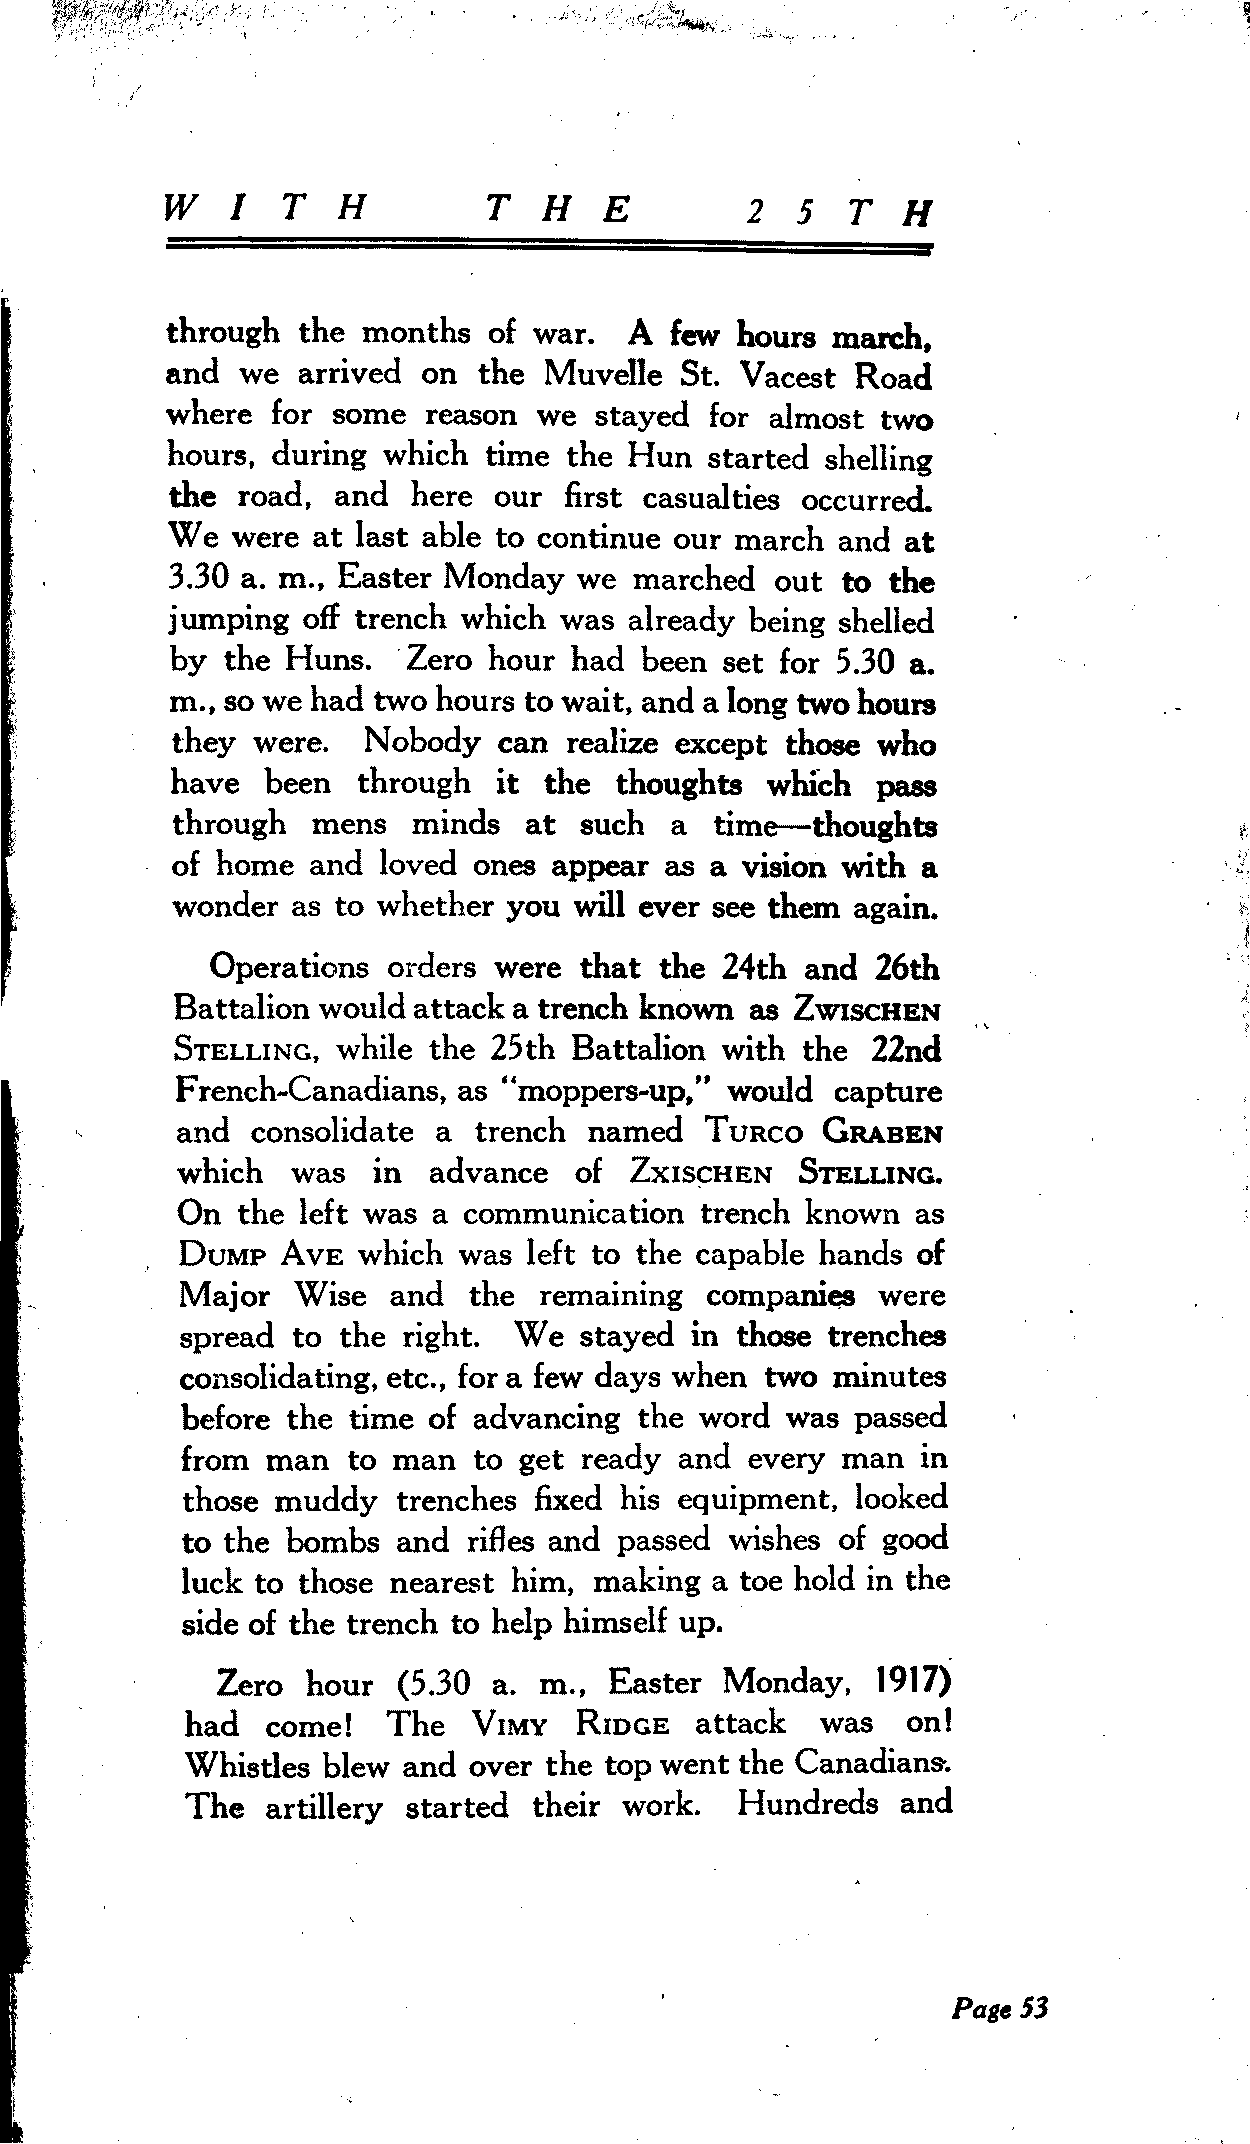 WITH THE 25TH
through the months of war. A few hours march,
and we arrived on the Muvelle St. Vacest Road
where for some reason we stayed for almost two
hours, during which time the Hun started shelling
the road, and here our first casualties occurred.
We were at last able to continue our march and at
3.30 a. m., Easter Monday we marched out to the
jumping off trench which was already being shelled
by the Huns. Zero hour had been set for 5.30 a.
m., so we had two hours to wait, and a long two hours
they were. Nobody can realize except those who
have been through it the thoughts which pass
through mens minds at such a time—thoughts
of home and loved ones appear as a vision with a
wonder as to whether you will ever see them again.
Operations orders were that the 24th and 26th
Battalion would attack a trench known as ZWISCHEN
STELLING, while the 25th Battalion with the 22nd
French-Canadians, as "moppers-up," would capture
and consolidate a trench named TURCO GRABEN
which was in advance of ZXISCHEN STELLING.
On the left was a communication trench known as
DUMP AVE which was left to the capable hands of
Major Wise and the remaining companies were
spread to the right. We stayed in those trenches
consolidating, etc., for a few days when two minutes
before the time of advancing the word was passed
from man to man to get ready and every man in
those muddy trenches fixed his equipment, looked
to the bombs and rifles and passed wishes of good
luck to those nearest him, making a toe hold in the
side of the trench to help himself up.
Zero hour (5.30 a. m., Easter Monday, 1917)
had come! The VIMY RIDGE attack was on!
Whistles blew and over the top went the Canadians.
The artillery started their work. Hundreds and
Page 53